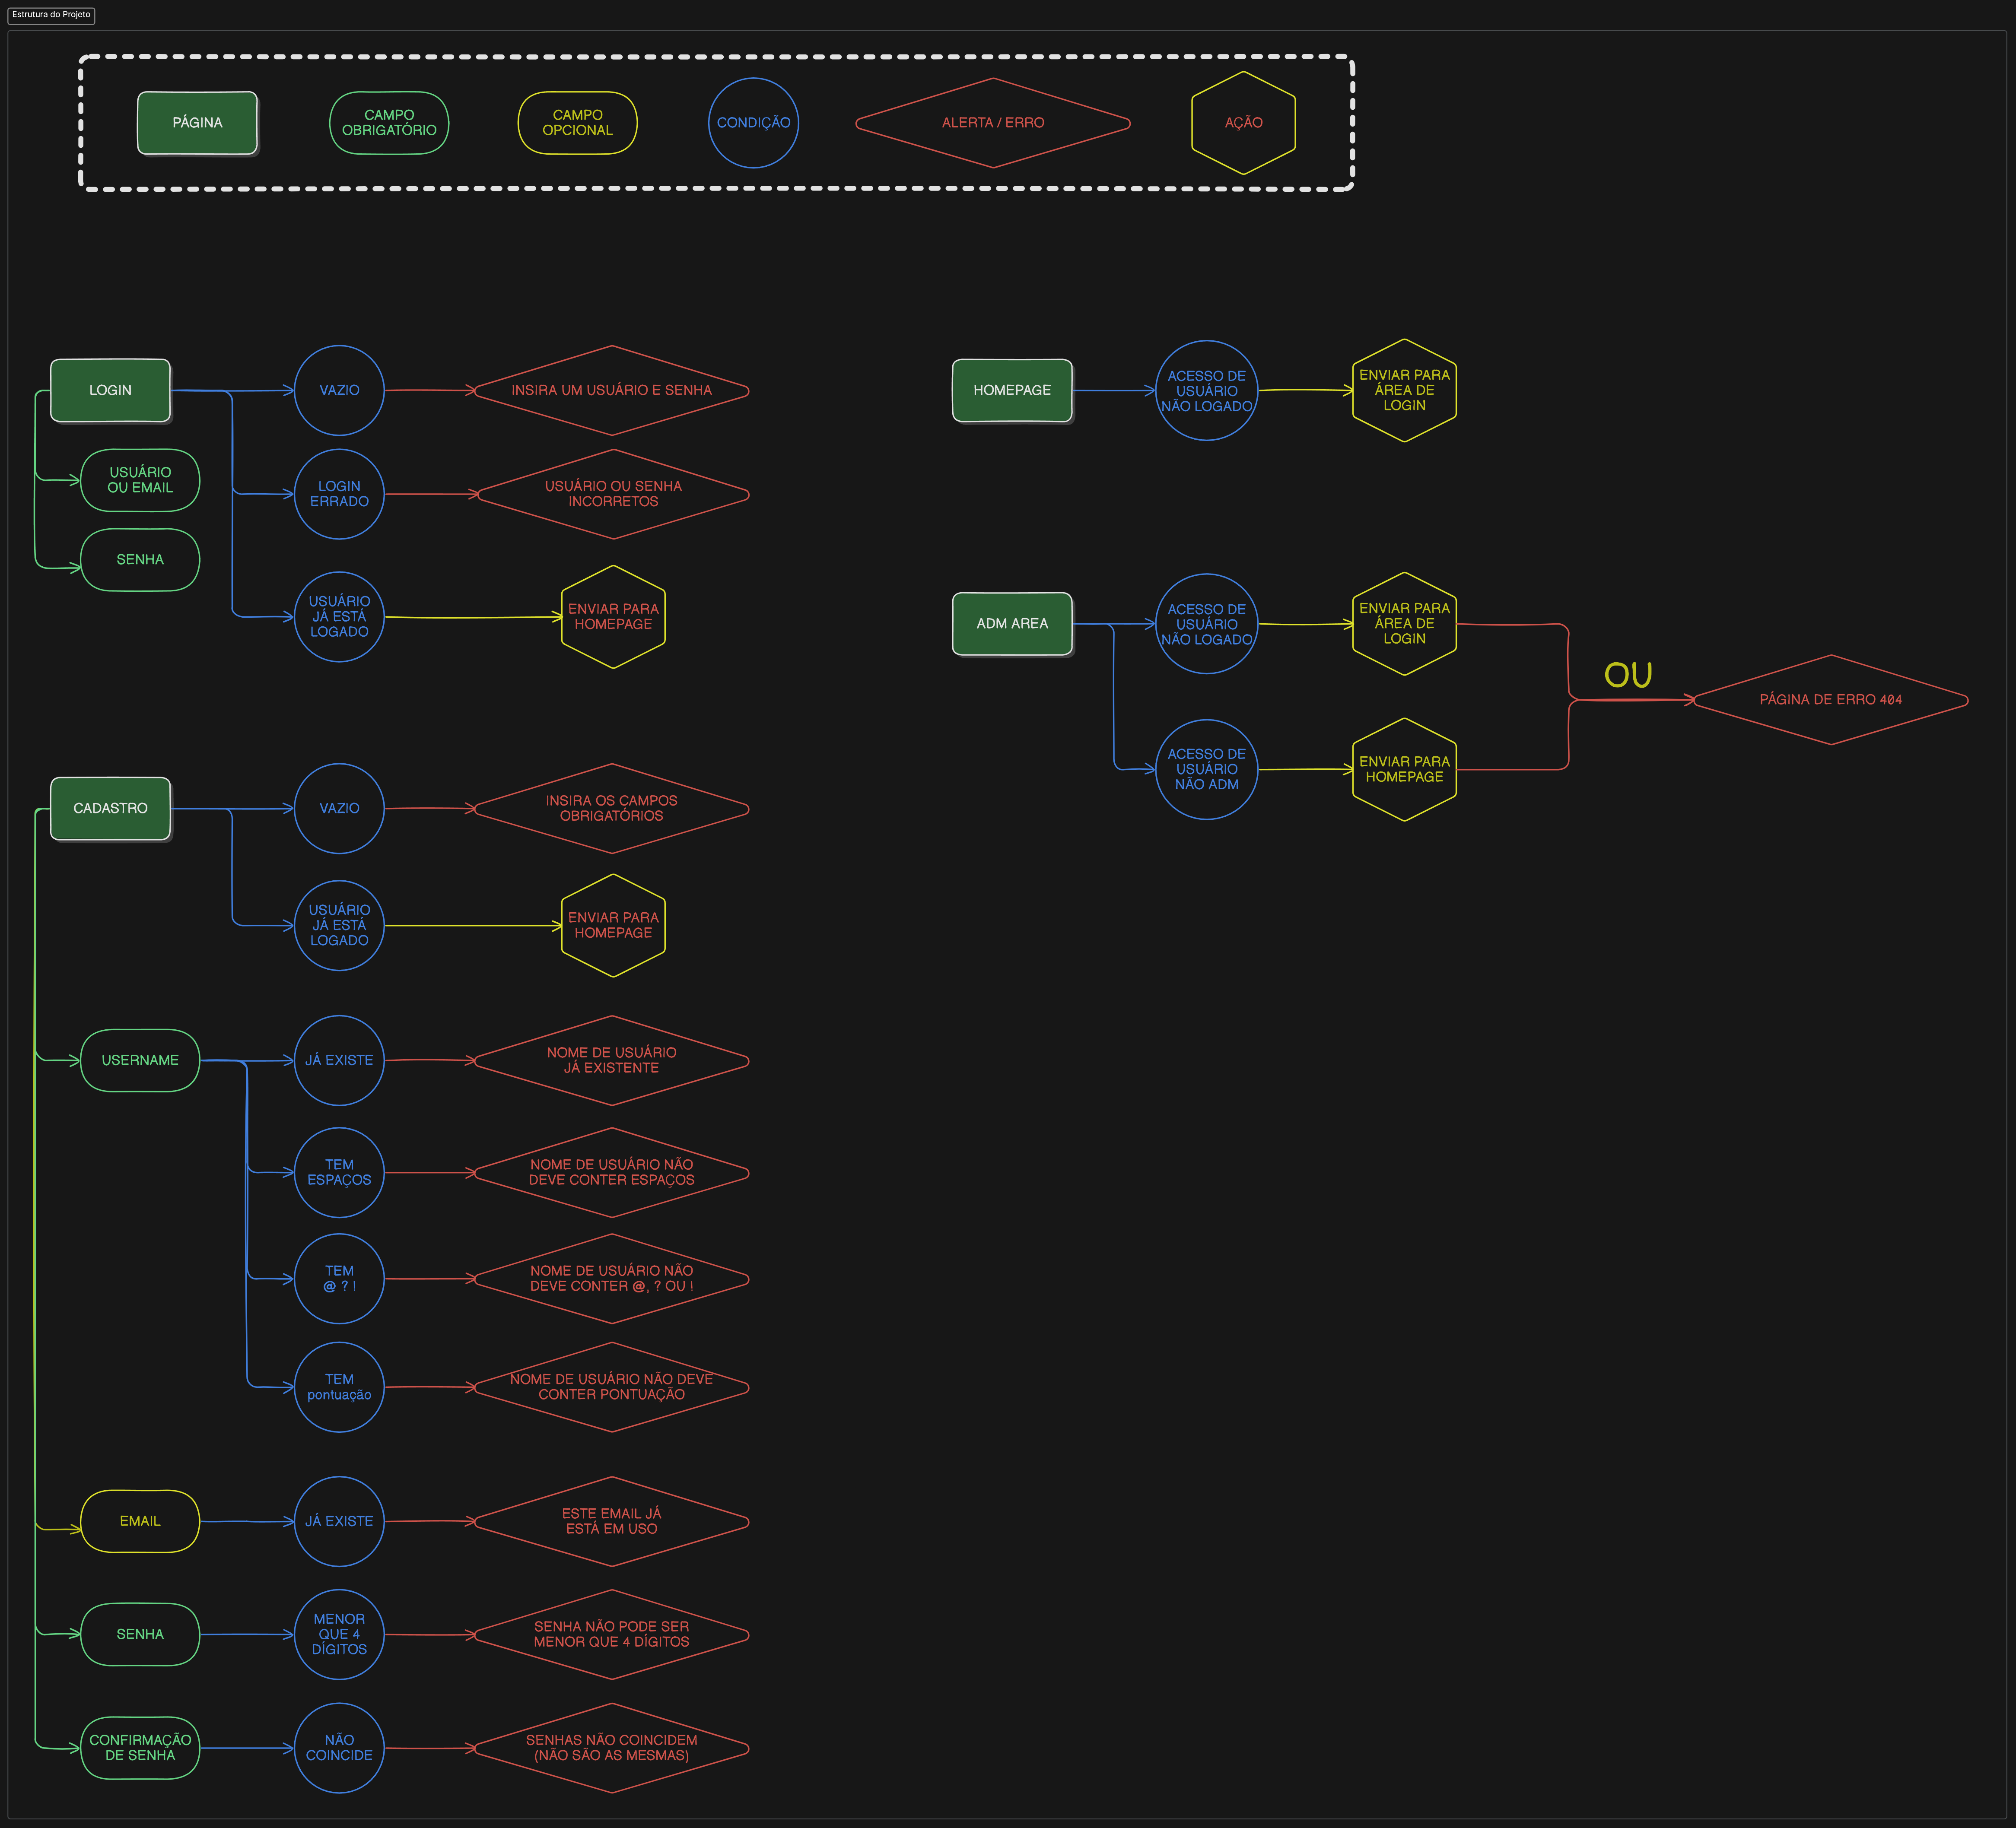 Estrutura do Projeto
PÁGINA
CAMPO
OBRIGATÓRIO
CAMPO
OPCIONAL
CONDIÇÃO
ALERTA / ERRO
AÇÃO
LOGIN
VAZIO
INSIRA UM USUÁRIO E SENHA
USUÁRIO
OU EMAIL
LOGIN
ERRADO
USUÁRIO OU SENHA
INCORRETOS
SENHA
USUÁRIO
JÁ ESTÁ
LOGADO
ENVIAR PARA
HOMEPAGE
HOMEPAGE
ACESSO DE
USUÁRIO
NÃO LOGADO
ENVIAR PARA
ÁREA DE
LOGIN
ADM AREA
ACESSO DE
USUÁRIO
NÃO LOGADO
ENVIAR PARA
ÁREA DE
LOGIN
OU
PÁGINA DE ERRO 404
ACESSO DE
USUÁRIO
NÃO ADM
ENVIAR PARA
HOMEPAGE
CADASTRO
VAZIO
INSIRA OS CAMPOS
OBRIGATÓRIOS
USUÁRIO
JÁ ESTÁ
LOGADO
ENVIAR PARA
HOMEPAGE
USERNAME
JÁ EXISTE
NOME DE USUÁRIO
JÁ EXISTENTE
TEM
ESPAÇOS
NOME DE USUÁRIO NÃO
DEVE CONTER ESPAÇOS
TEM
@ ? !
NOME DE USUÁRIO NÃO
DEVE CONTER @, ? OU !
TEM
pontuação
NOME DE USUÁRIO NÃO DEVE
CONTER PONTUAÇÃO
EMAIL
JÁ EXISTE
ESTE EMAIL JÁ
ESTÁ EM USO
SENHA
MENOR
QUE 4
DÍGITOS
SENHA NÃO PODE SER
MENOR QUE 4 DÍGITOS
CONFIRMAÇÃO
DE SENHA
NÃO
COINCIDE
SENHAS NÃO COINCIDEM
(NÃO SÃO AS MESMAS)